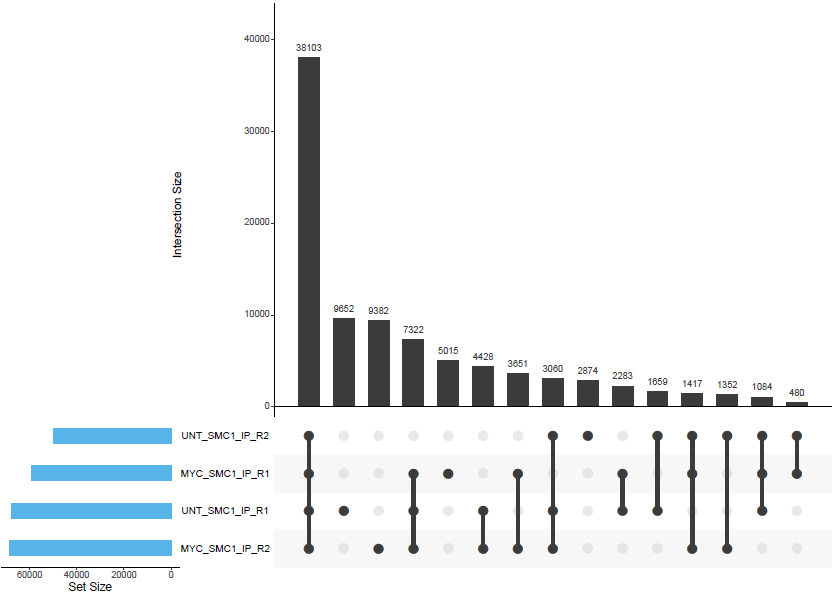 40000
38103
30000
Intersection Size
20000
10000
9652
9382
7322
5015
4428
3651
3060
2874
2283
1659
1417
1352
1084
480
0
UNT_SMC1_IP_R2
MYC_SMC1_IP_R1
UNT_SMC1_IP_R1
MYC_SMC1_IP_R2
60000 40000 20000 0
Set Size